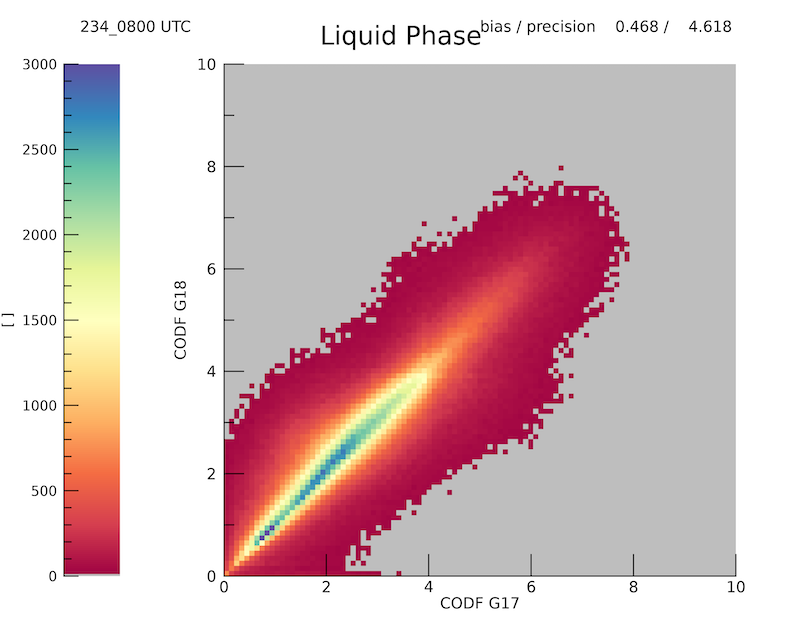 234_0800 UTC
Liquid Phase
bias / precision 0.468 / 4.618
3000
2500
2000
1500
1000
500
0
[ ]
10
8
6
4
2
0
CODF G18
0 2 4 6 8 10
CODF G17